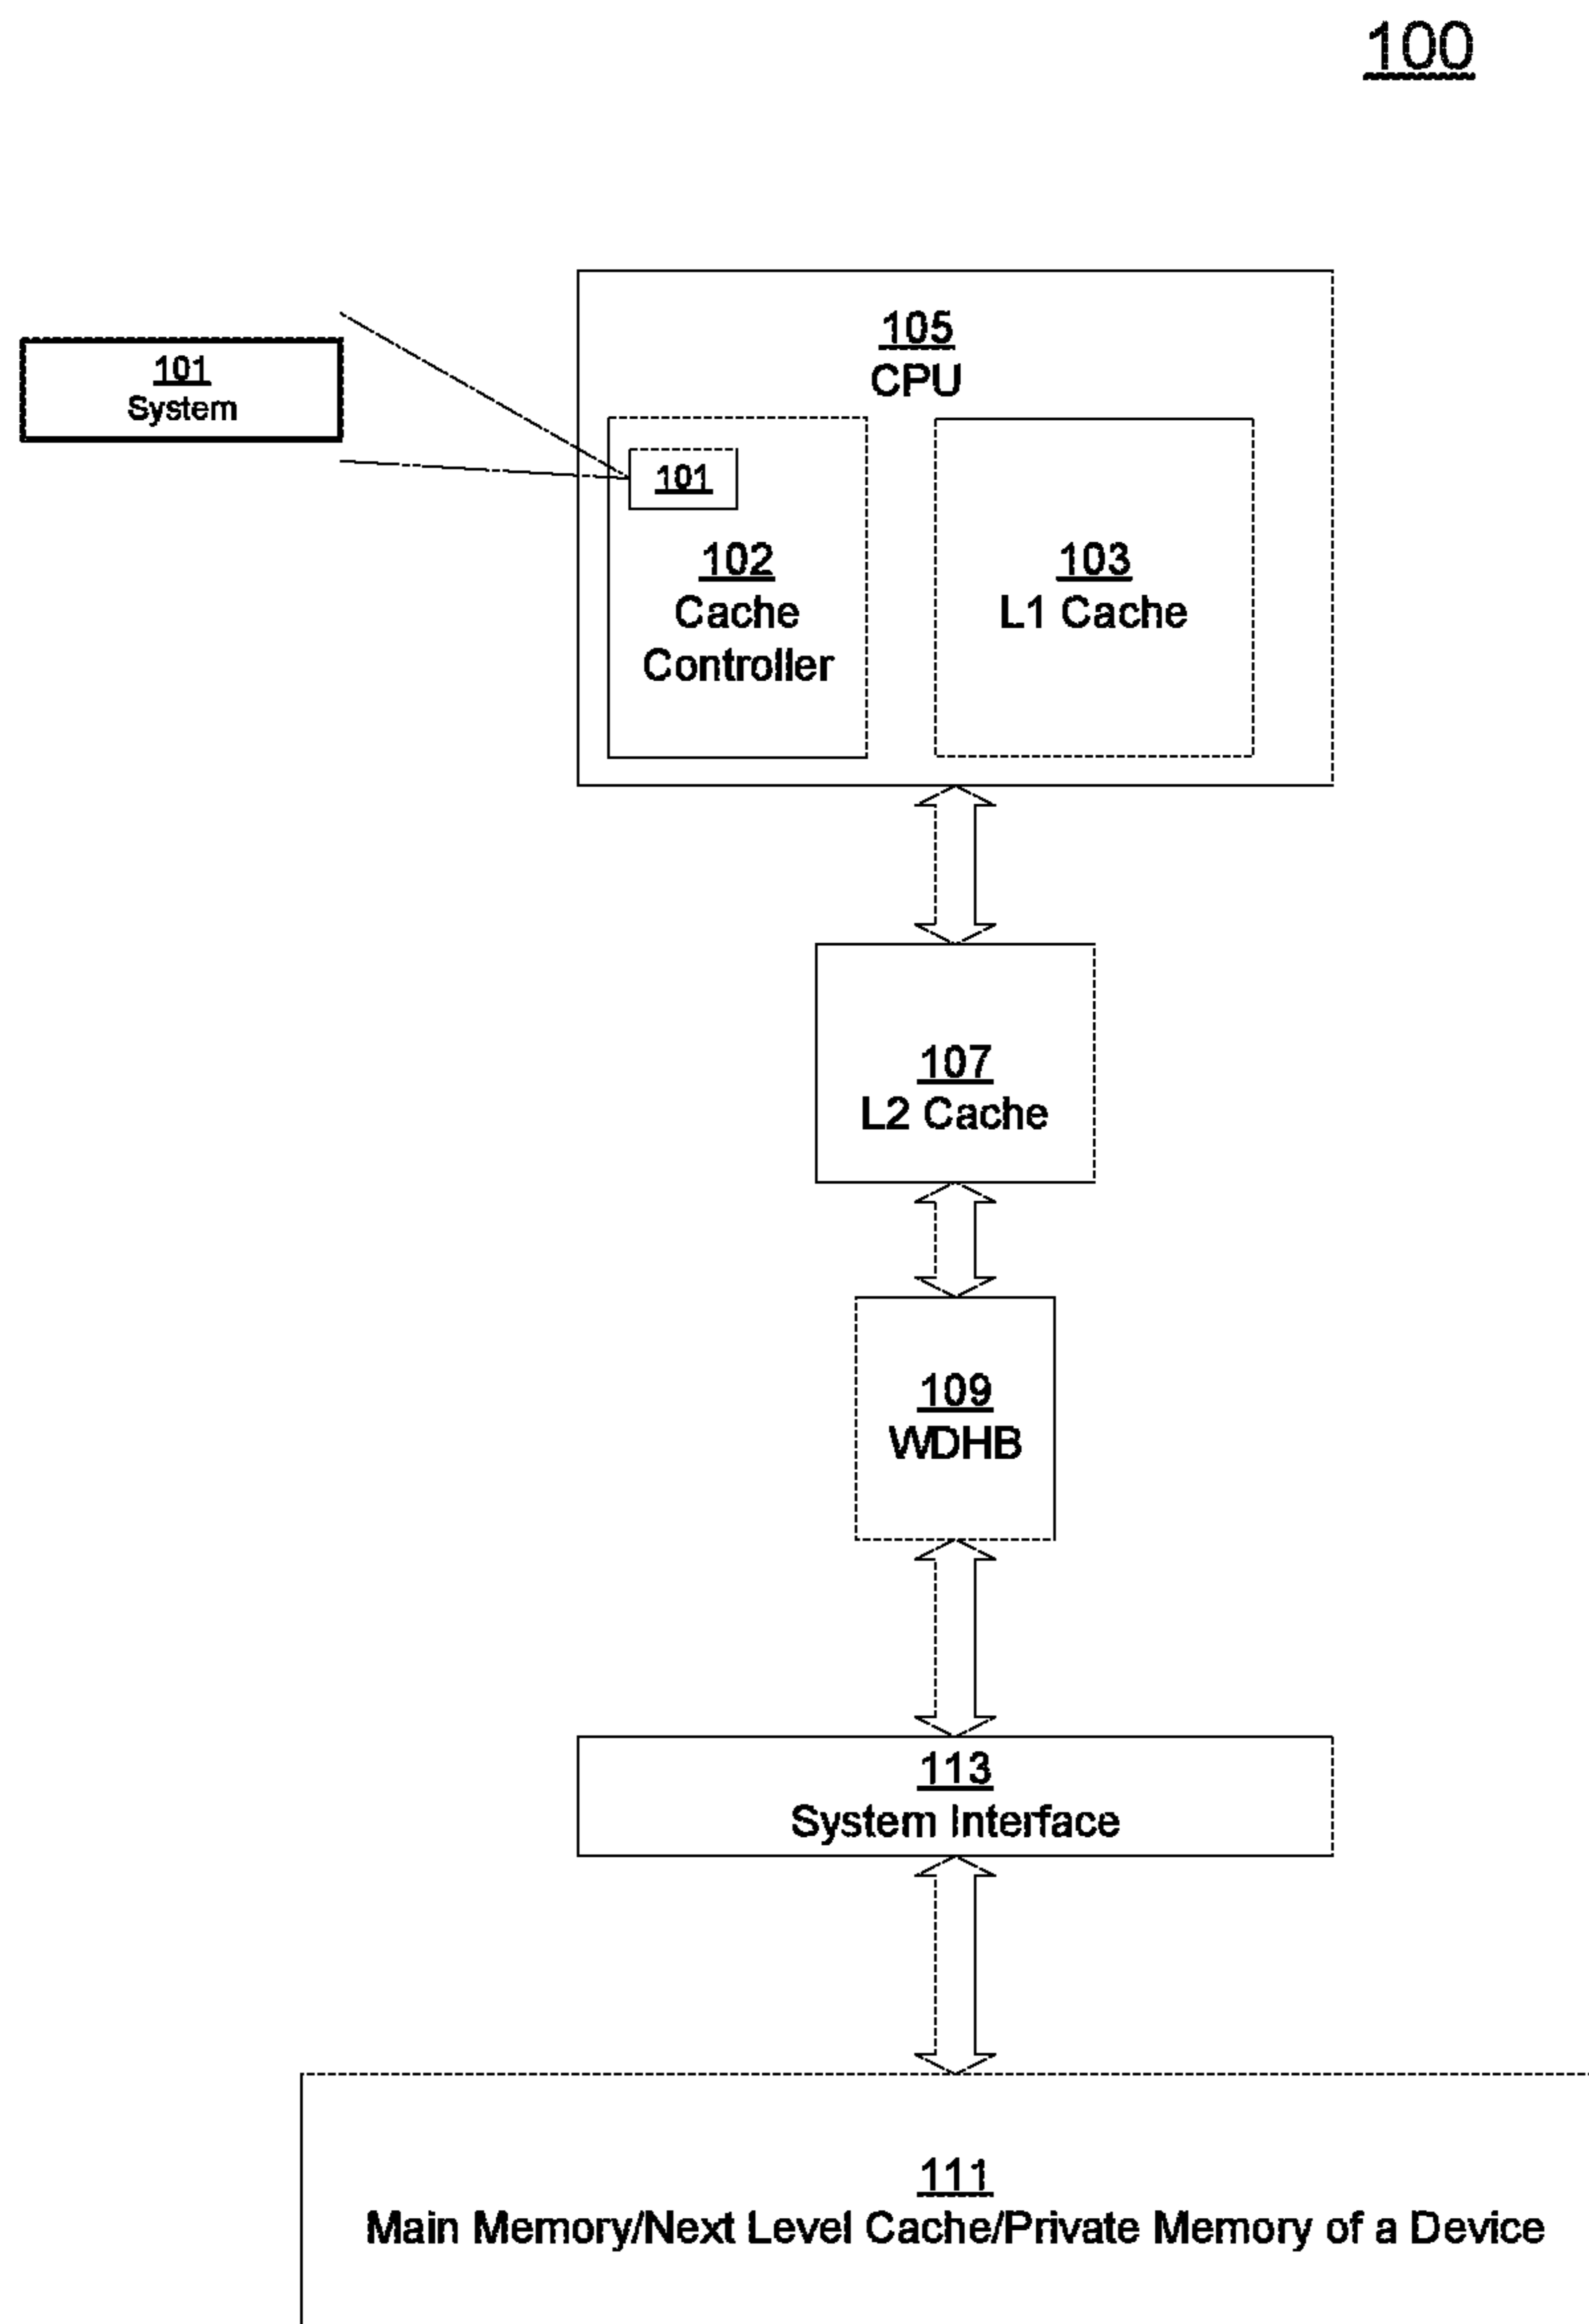 100
101
System
105
CPU
101
102
Cache
Controller
103
L1 Cache
107
L2 Cache
109
WDHB
113
System Interface
111
Main Memory/Next Level Cache/Private Memory of a Device